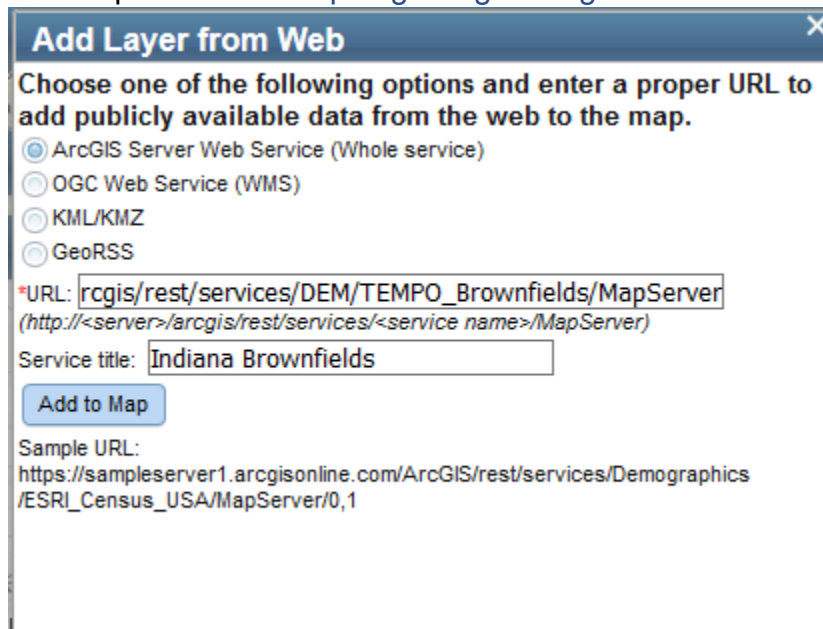 Add Layer from Web
Choose one of the following options and enter a proper URL to
add publicly available data from the web to the map.
ArcGIS Server Web Service (Whole service)
OGC Web Service (WMS)
KML/KMZ
GeoRSS
*URL: rcgis/rest/services/DEM/TEMPO_Brownfields/MapServer
(http://<server>/arcgis/rest/services/<service name>/MapServer)
Service title: Indiana Brownfields
Add to Map
Sample URL:
https://sampleserver1.arcgisonline.com/ArcGIS/rest/services/Demographics
/ESRI_Census_USA/MapServer/0,1